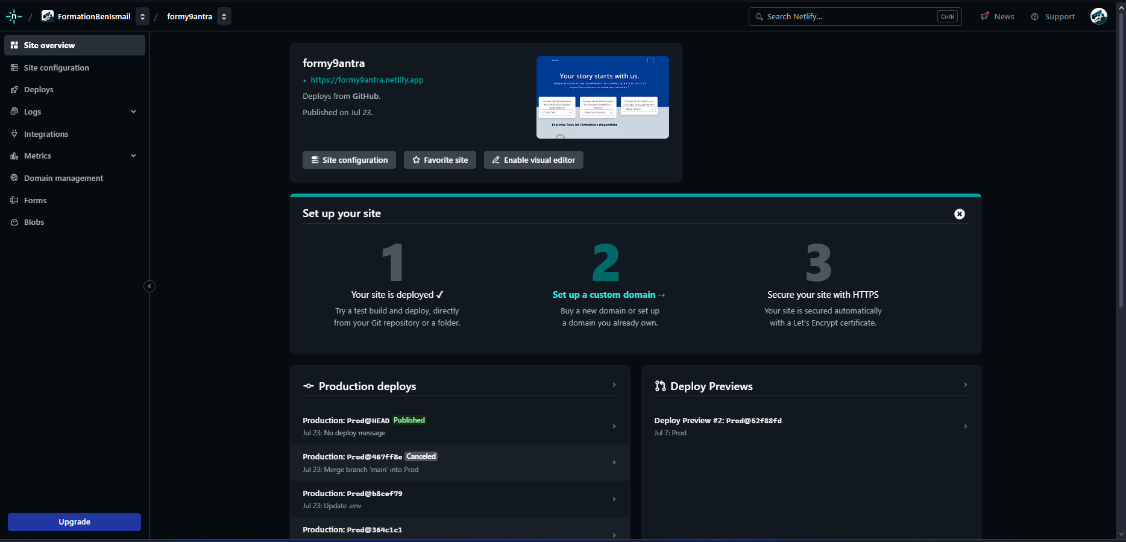 / FormationBenIsmail / formy9antra
Search Netlify... Ctrl K
News
Support
Site overview
Site configuration
Deploys
Logs
Integrations
Metrics
Domain management
Forms
Blobs
Upgrade
formy9antra
https://formy9antra.netlify.app
Deploys from GitHub.
Published on Jul 23.
Your story starts with us.
Site configuration
Favorite site
Enable visual editor
Set up your site
1
Your site is deployed ✓
Try a test build and deploy, directly
from your Git repository or a folder.
2
Set up a custom domain →
Buy a new domain or set up
a domain you already own.
3
Secure your site with HTTPS
Your site is secured automatically
with a Let's Encrypt certificate.
Production deploys
Production: Prod@HEAD Published
Jul 23: No deploy message
Production: Prod@467ff8e Canceled
Jul 23: Merge branch 'main' into Prod
Production: Prod@b8cef79
Jul 23: Update .env
Production: Prod@364c1c1
Deploy Previews
Deploy Preview #2: Prod@52f88fd
Jul 7: Prod